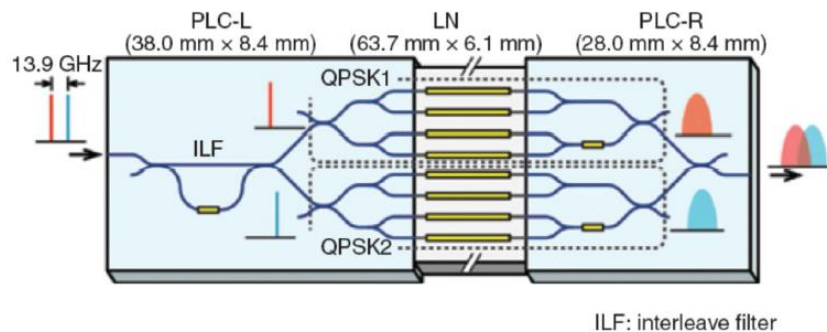 PLC-L
(38.0 mm × 8.4 mm)
LN
(63.7 mm × 6.1 mm)
PLC-R
(28.0 mm × 8.4 mm)
13.9 GHz
QPSK1
ILF
QPSK2
ILF: interleave filter